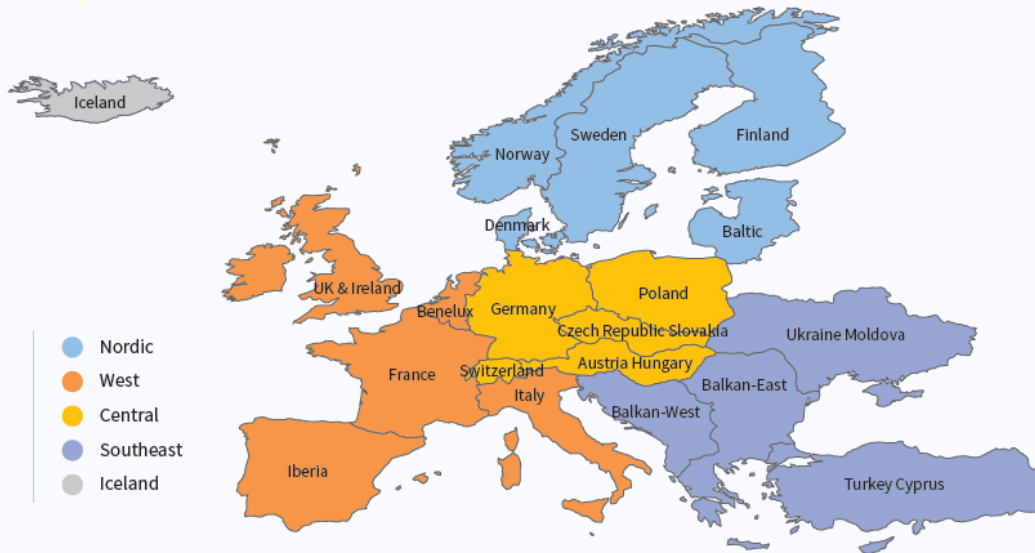 Iceland
Sweden
Finland
Norway
Denmark
Baltic
UK & Ireland
Benelux
Germany
Poland
Czech Republic Slovakia
Ukraine Moldova
Switzerland
Austria Hungary
France
Italy
Balkan-East
Balkan-West
Iberia
Turkey Cyprus
Nordic
West
Central
Southeast
Iceland